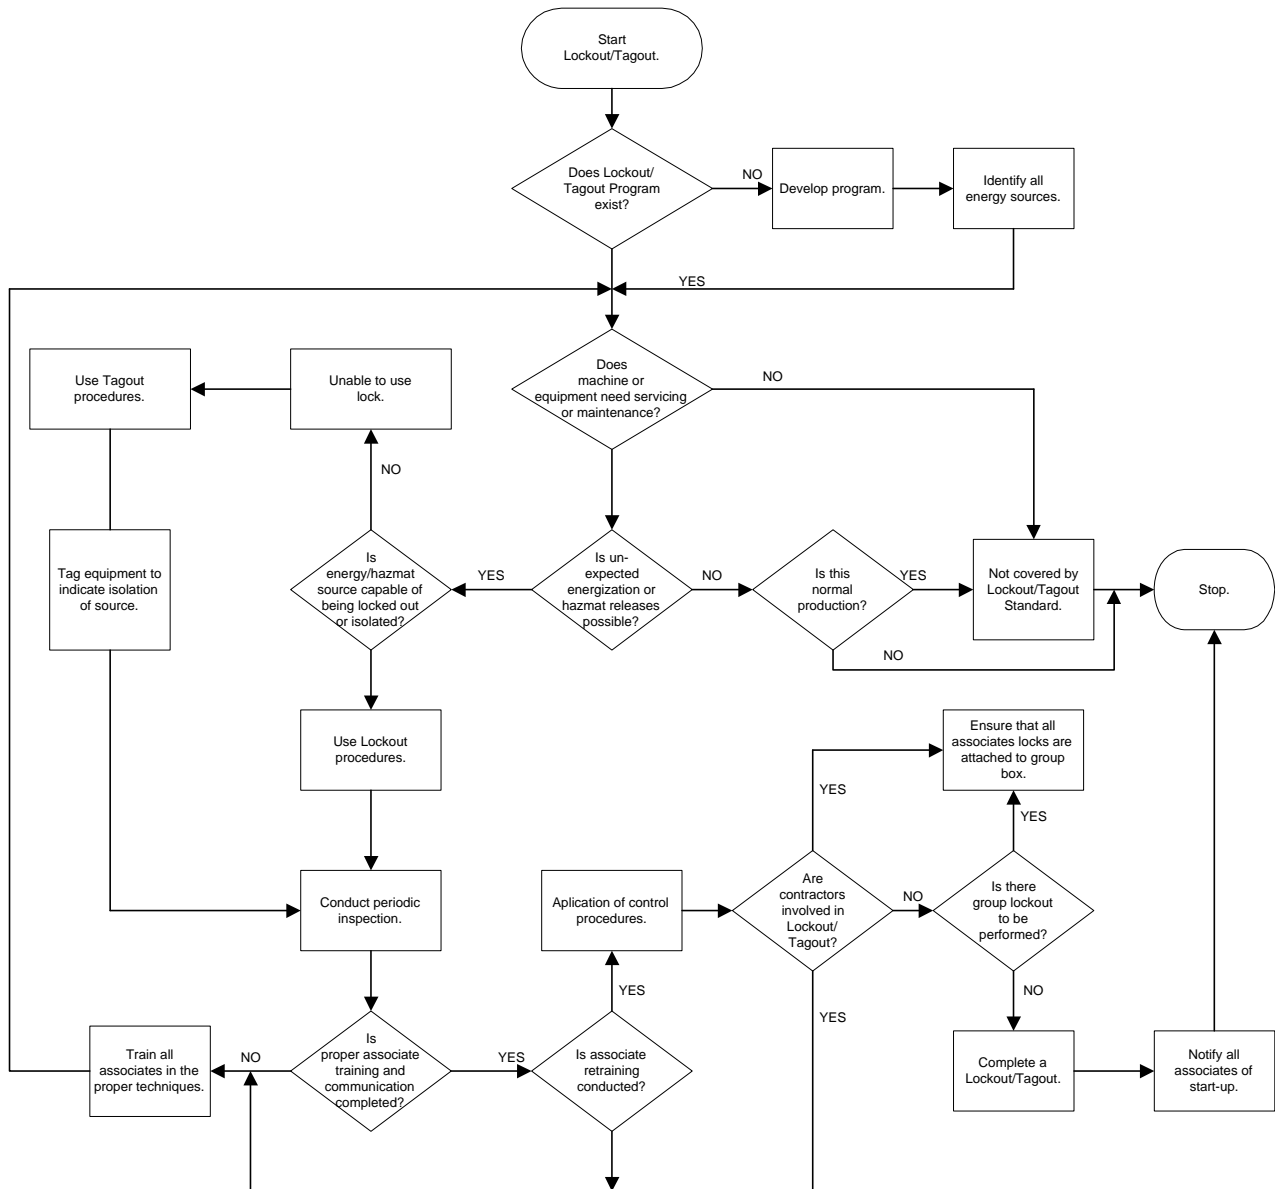 Start
Lockout/Tagout.
Does Lockout/
Tagout Program
exist?
NO
Develop program.
Identify all
energy sources.
YES
Use Tagout
procedures.
Unable to use
lock.
Does
machine or
equipment need servicing
or maintenance?
NO
NO
Tag equipment to
indicate isolation
of source.
Is
energy/hazmat
source capable of
being locked out
or isolated?
YES
Is un-
expected
energization or
hazmat releases
possible?
NO
Is this
normal
production?
YES
Not covered by
Lockout/Tagout
Standard.
Stop.
NO
Use Lockout
procedures.
Ensure that all
associates locks are
attached to group
box.
YES
YES
Conduct periodic
inspection.
Aplication of control
procedures.
Are
contractors
involved in
Lockout/
Tagout?
NO
Is there
group lockout
to be
performed?
YES
NO
YES
Train all
associates in the
proper techniques.
NO
Is
proper associate
training and
communication
completed?
YES
Is associate
retraining
conducted?
Complete a
Lockout/Tagout.
Notify all
associates of
start-up.